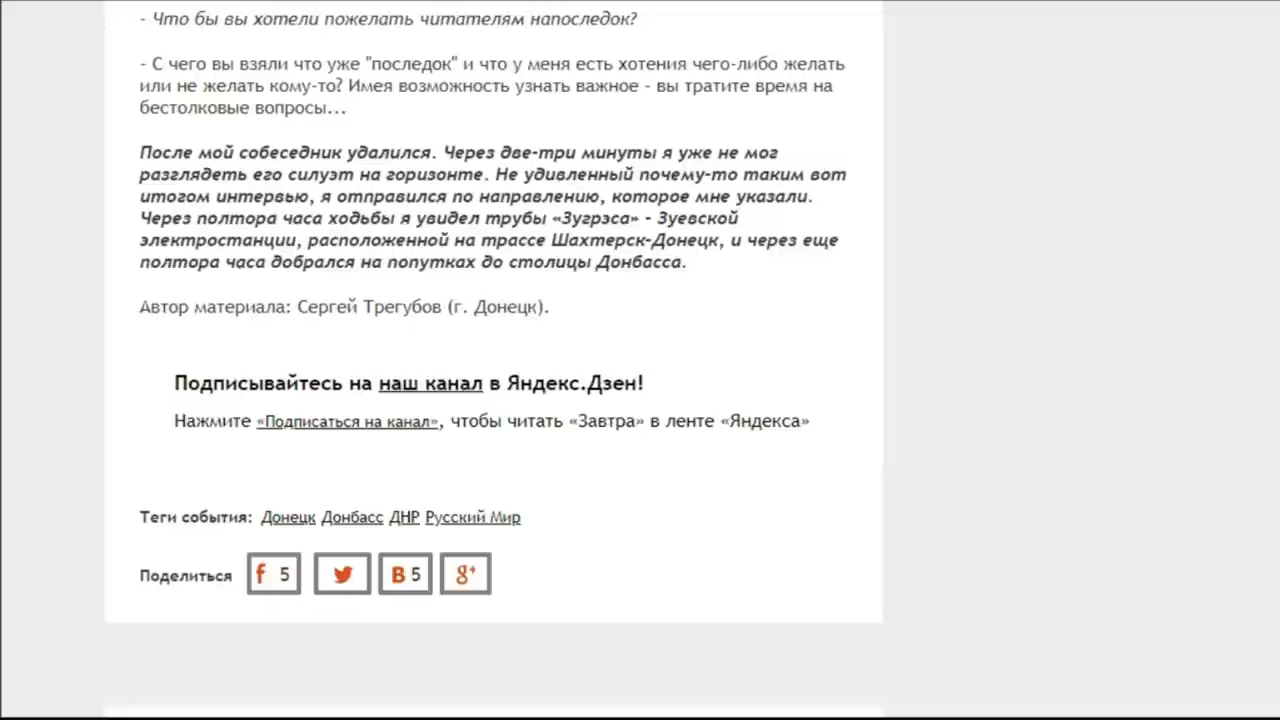 - Что бы вы хотели пожелать читателям напоследок?
- С чего вы взяли что уже "последок" и что у меня есть хотения чего-либо желать
или не желать кому-то? Имея возможность узнать важное - вы тратите время на
бестолковые вопросы...
После мой собеседник удалился. Через две-три минуты я уже не мог
разглядеть его силуэт на горизонте. Не удивленный почему-то таким вот
итогом интервью, я отправился по направлению, которое мне указали.
Через полтора часа ходьбы я увидел трубы «Зугрэса» - Зуевской
электростанции, расположенной на трассе Шахтерск-Донецк, и через еще
полтора часа добрался на попутках до столицы Донбасса.
Автор материала: Сергей Трегубов (г. Донецк).
Подписывайтесь на наш канал в Яндекс.Дзен!
Нажмите «Подписаться на канал», чтобы читать «Завтра» в ленте «Яндекса»
Теги события: Донецк Донбасс ДНР Русский Мир
Поделиться f 5 B 5 g+